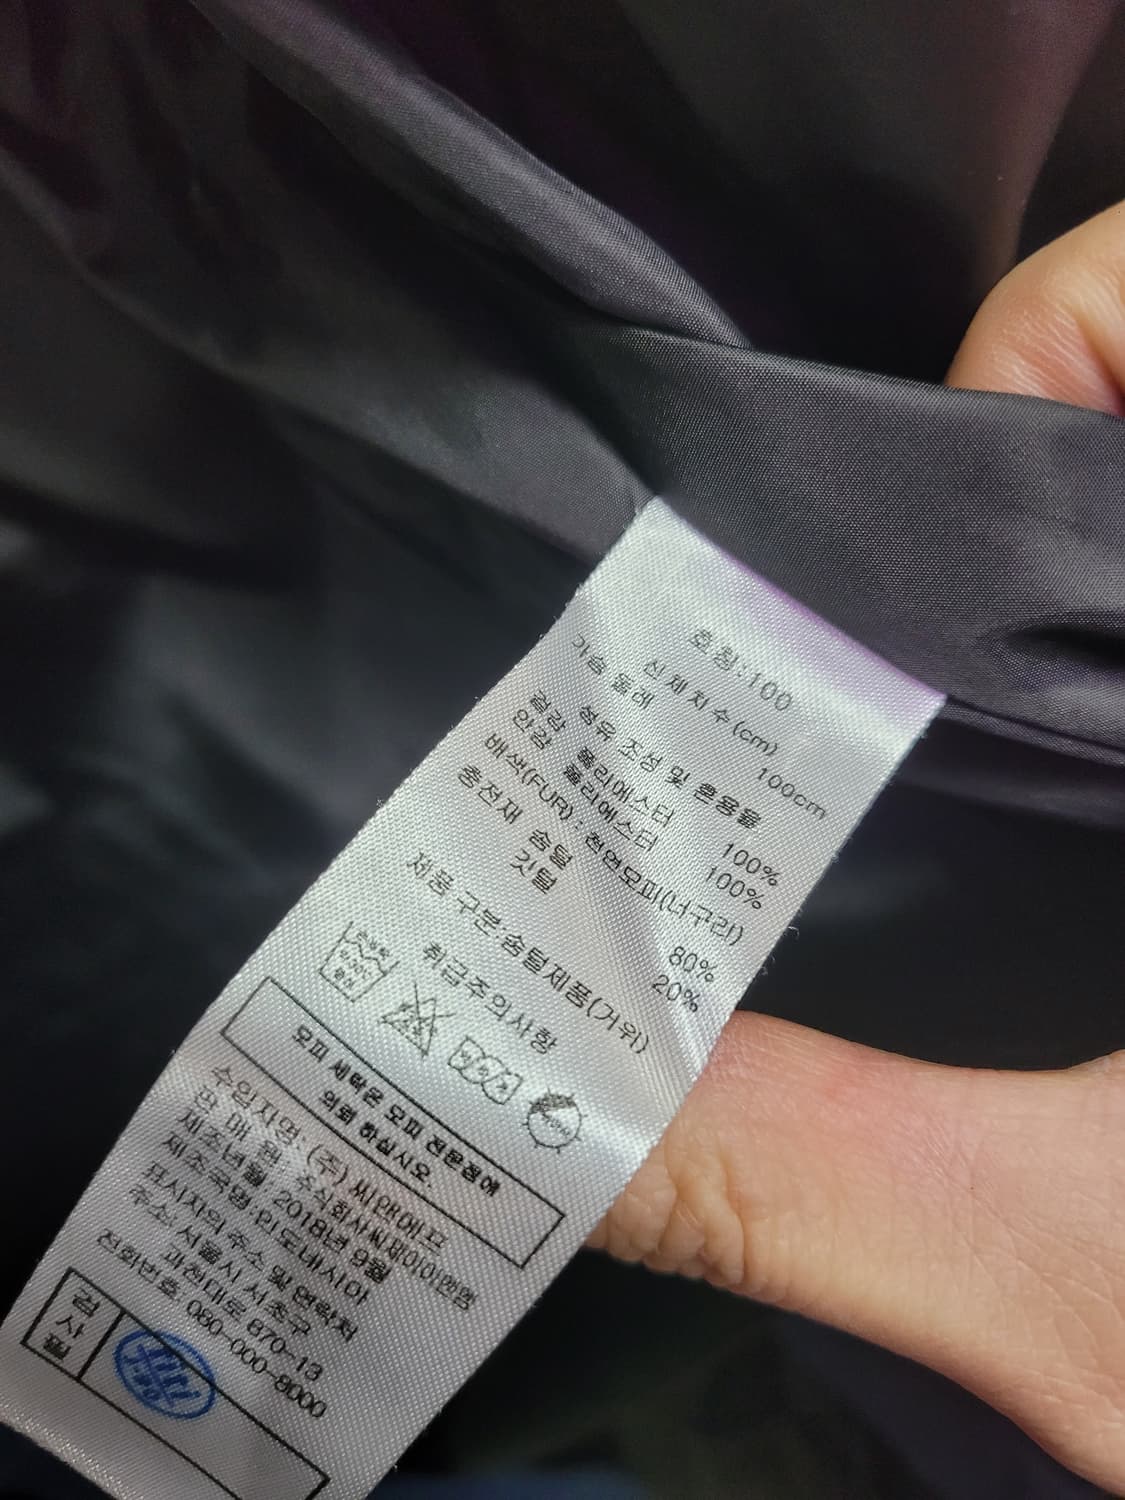 호칭:100
신체치수(cm)
가슴둘레 100cm
섬유 조성 및 혼용율
겉감 폴리에스터 100%
안감 폴리에스터 100%
배색(FUR) : 천연모피(너구리)
충전재 솜털 80%
깃털 20%
제품 구분:솜털제품(거위)
취급주의사항
모피 세탁은 모피 전문점에
의뢰 하십시오
수입자명: (주) 씨앤에프
판 매 원: 주식회사씨제이이앤엠
제조년월: 2018년 9월
제조국명:인도네시아
표시자의 주소 및 연락처
주소: 서울시 서초구
과천대로 870-13
전화번호 080-000-8000
검사필